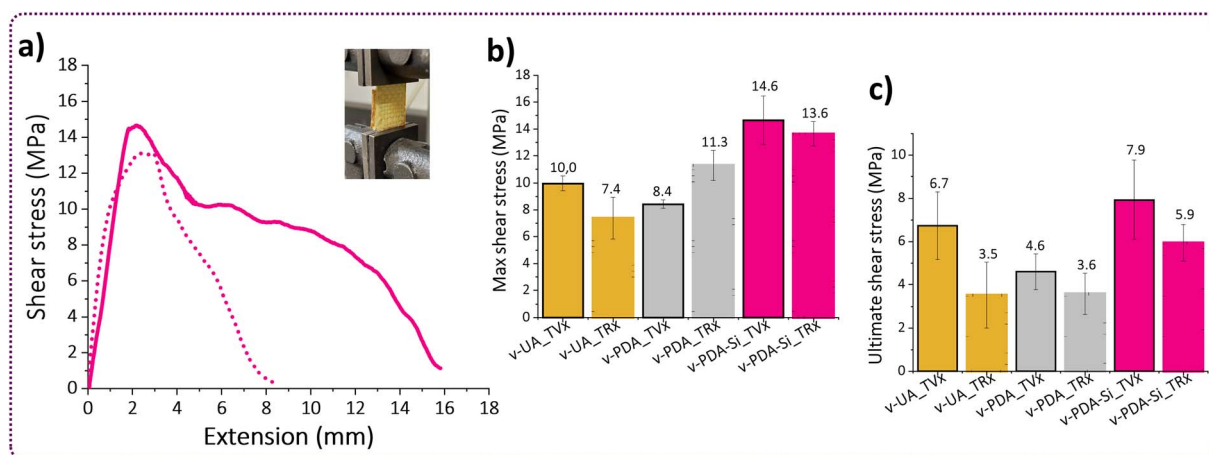 a)
Shear stress (MPa)
18
16
14
12
10
8
6
4
2
0
0 2 4 6 8 10 12 14 16 18
Extension (mm)
b)
Max shear stress (MPa)
18
16
14
12
10
8
6
4
2
0
10,0
7.4
8.4
11.3
14.6
13.6
v-UA_TVx
v-UA_TRx
v-PDA_TVx
v-PDA_TRx
v-PDA-Si_TVx
v-PDA-Si_TRx
c)
Ultimate shear stress (MPa)
10
8
6
4
2
0
6.7
3.5
4.6
3.6
7.9
5.9
v-UA_TVx
v-UA_TRx
v-PDA_TVx
v-PDA_TRx
v-PDA-Si_TVx
v-PDA-Si_TRx